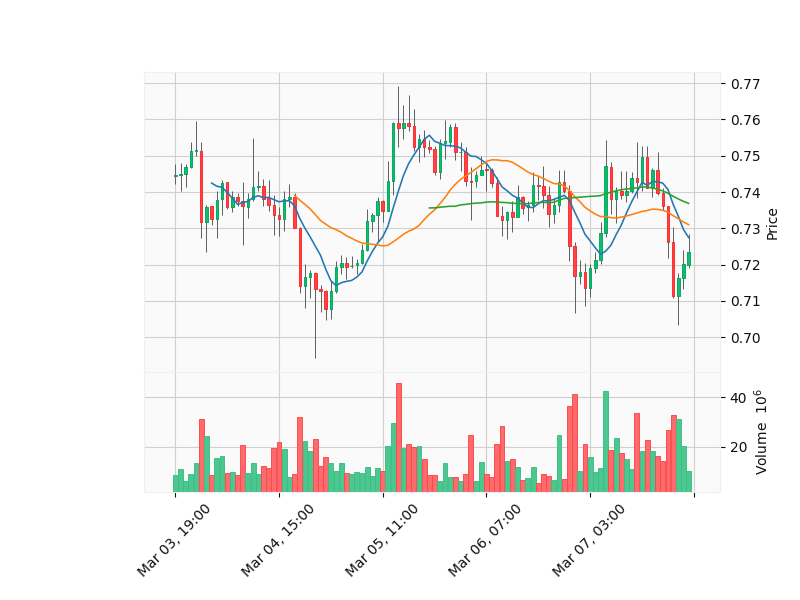 0.77
0.76
0.75
0.74
0.73
0.72
0.71
0.70
Price
40
20
Volume 10⁶
Mar 03, 19:00
Mar 04, 15:00
Mar 05, 11:00
Mar 06, 07:00
Mar 07, 03:00